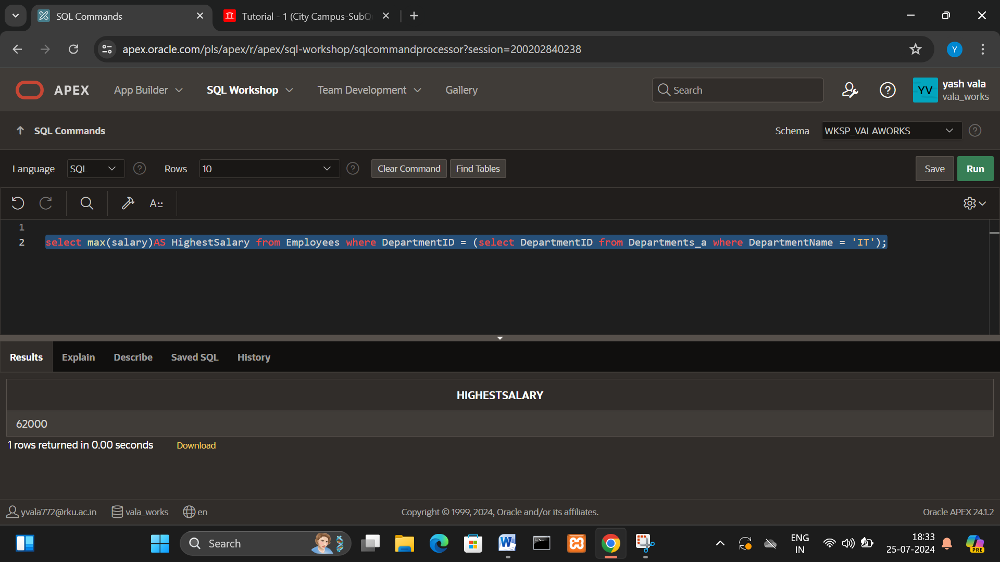 SQL Commands
Tutorial - 1 (City Campus-SubQ
apex.oracle.com/pls/apex/r/apex/sql-workshop/sqlcommandprocessor?session=200202840238
Y
APEX
App Builder
SQL Workshop
Team Development
Gallery
Search
YV
yash vala
vala_works
SQL Commands
Schema
WKSP_VALAWORKS
Language
SQL
Rows
10
Clear Command
Find Tables
Save
Run
A
1
2 select max(salary)AS HighestSalary from Employees where DepartmentID = (select DepartmentID from Departments_a where DepartmentName = 'IT');
Results
Explain
Describe
Saved SQL
History
HIGHESTSALARY
62000
1 rows returned in 0.00 seconds
Download
yvala772@rku.ac.in
vala_works
en
Copyright © 1999, 2024, Oracle and/or its affiliates.
Oracle APEX 24.1.2
Search
W
ENG
IN
18:33
25-07-2024
PRE